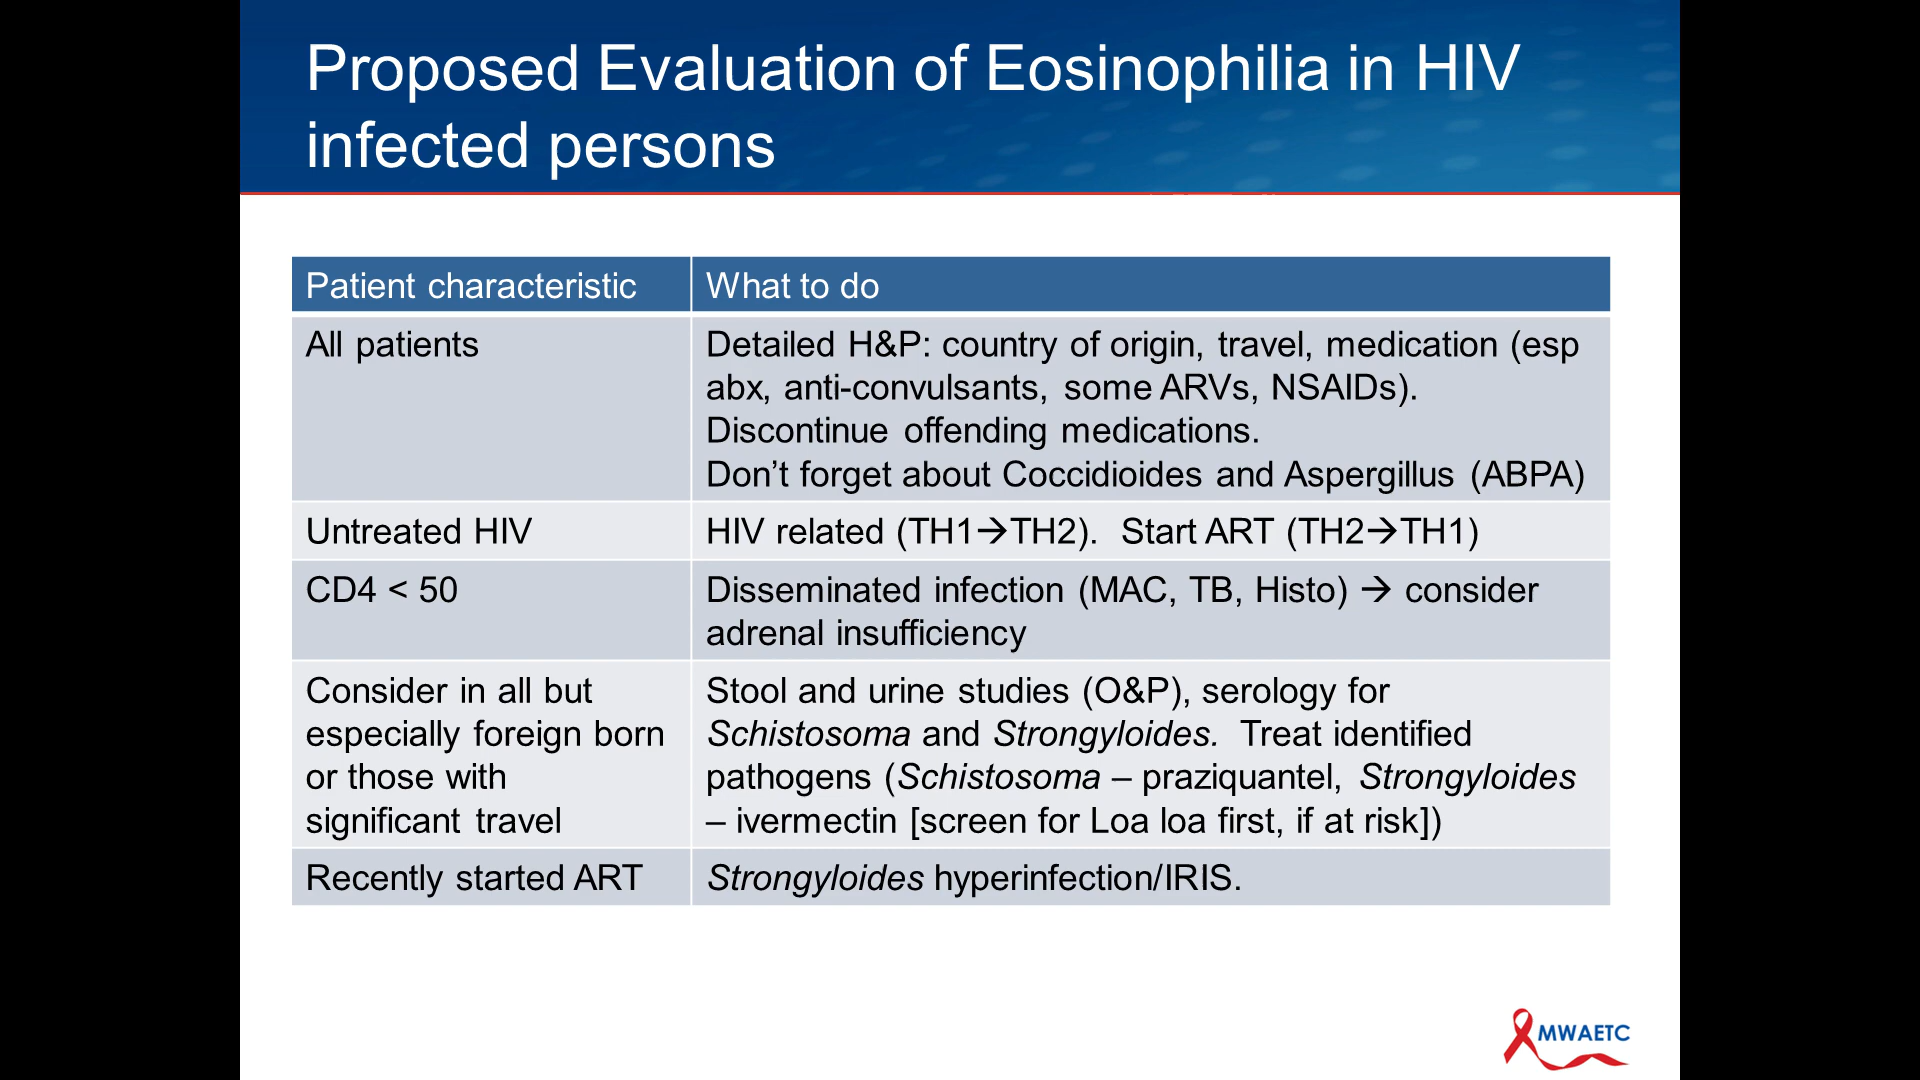 Proposed Evaluation of Eosinophilia in HIV
infected persons
Patient characteristic
What to do
All patients
Detailed H&P: country of origin, travel, medication (esp
abx, anti-convulsants, some ARVs, NSAIDs).
Discontinue offending medications.
Don’t forget about Coccidioides and Aspergillus (ABPA)
Untreated HIV
HIV related (TH1→TH2).  Start ART (TH2→TH1)
CD4 < 50
Disseminated infection (MAC, TB, Histo) → consider
adrenal insufficiency
Consider in all but
especially foreign born
or those with
significant travel
Stool and urine studies (O&P), serology for
Schistosoma and Strongyloides.  Treat identified
pathogens (Schistosoma – praziquantel, Strongyloides
– ivermectin [screen for Loa loa first, if at risk])
Recently started ART
Strongyloides hyperinfection/IRIS.
MWAETC